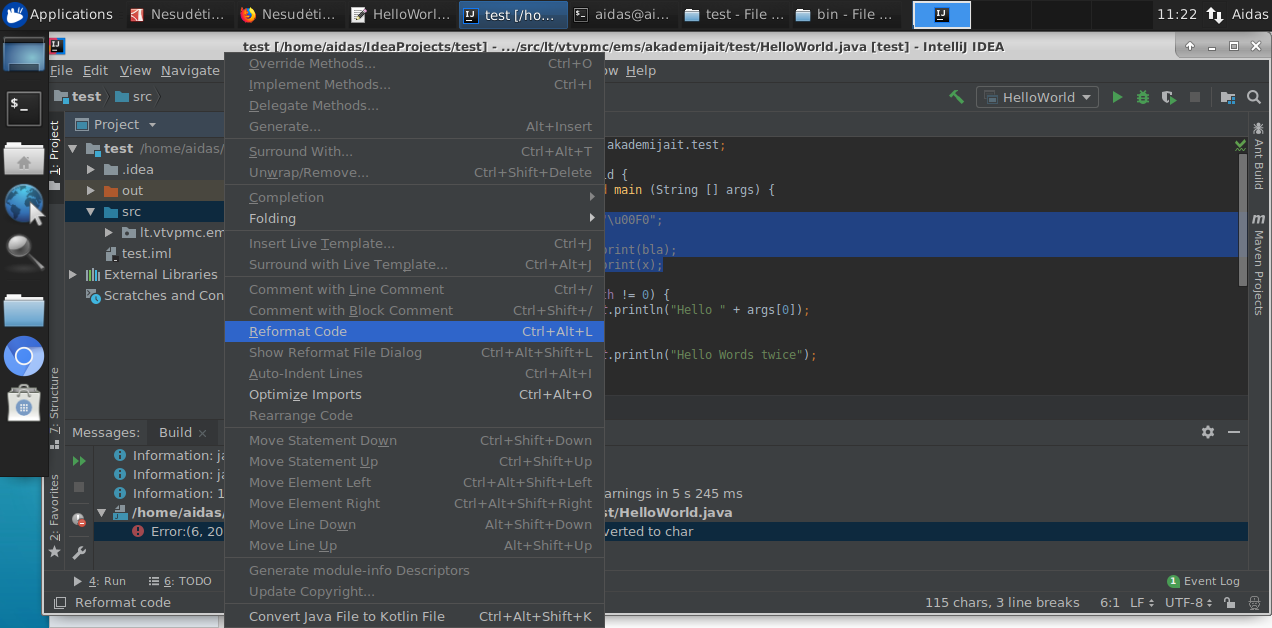 Applications
Nesudėti...
Nesudėti...
HelloWorl...
test [/ho...
aidas@ai...
test - File ...
bin - File ...
11:22
Aidas
test [/home/aidas/IdeaProjects/test] - .../src/lt/vtvpmc/ems/akademijait/test/HelloWorld.java [test] - IntelliJ IDEA
File Edit View Navigate
Help
test
src
HelloWorld
1: Project
Project
test /home/aidas/
.idea
out
src
lt.vtvpmc.em
test.iml
External Libraries
Scratches and Con
Override Methods... Ctrl+O
Implement Methods... Ctrl+I
Delegate Methods...
Generate... Alt+Insert
Surround With... Ctrl+Alt+T
Unwrap/Remove... Ctrl+Shift+Delete
Completion
Folding
Insert Live Template... Ctrl+J
Surround with Live Template... Ctrl+Alt+J
Comment with Line Comment Ctrl+/
Comment with Block Comment Ctrl+Shift+/
Reformat Code Ctrl+Alt+L
Show Reformat File Dialog Ctrl+Alt+Shift+L
Auto-Indent Lines Ctrl+Alt+I
Optimize Imports Ctrl+Alt+O
Rearrange Code
Move Statement Down Ctrl+Shift+Down
Move Statement Up Ctrl+Shift+Up
Move Element Left Ctrl+Alt+Shift+Left
Move Element Right Ctrl+Alt+Shift+Right
Move Line Down Alt+Shift+Down
Move Line Up Alt+Shift+Up
Generate module-info Descriptors
Update Copyright...
Convert Java File to Kotlin File Ctrl+Alt+Shift+K
akademijait.test;
ld {
d main (String [] args) {
"\u00F0";
print(bla);
print(x);
th != 0) {
t.println("Hello " + args[0]);
t.println("Hello Words twice");
Ant Build
m
Maven Projects
7: Structure
2: Favorites
Messages:
Build
Information: ja
Information: ja
Information: 1
arnings in 5 s 245 ms
/home/aidas/
st/HelloWorld.java
Error:(6, 20
verted to char
4: Run
6: TODO
1 Event Log
Reformat code
115 chars, 3 line breaks
6:1
LF
UTF-8